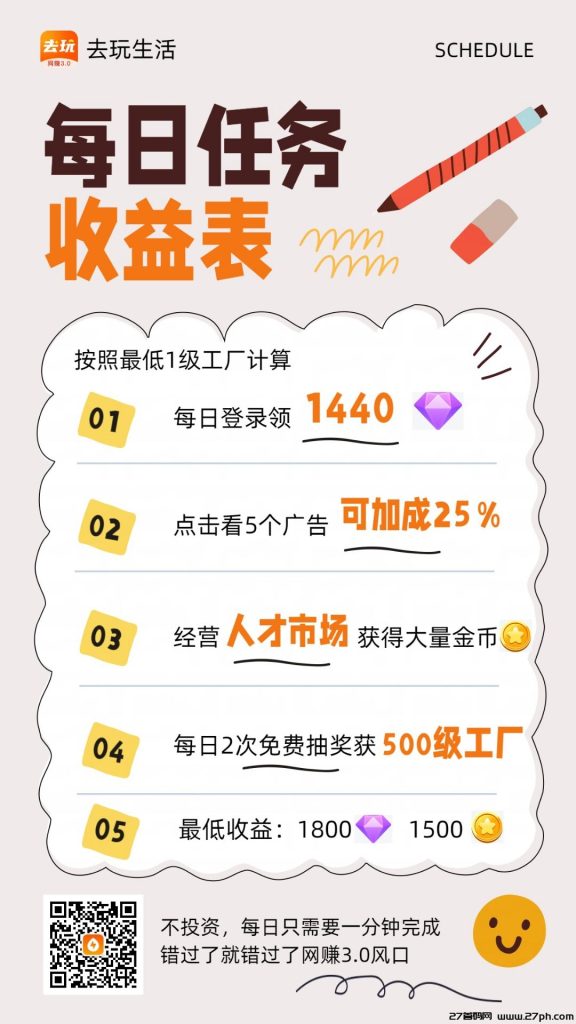 去玩
网赚3.0
去玩生活
SCHEDULE
每日任务
收益表
按照最低1级工厂计算
01 每日登录领 1440
02 点击看5个广告 可加成25%
03 经营 人才市场 获得大量金币
04 每日2次免费抽奖获 500级工厂
05 最低收益：1800 1500
不投资，每日只需要一分钟完成
错过了就错过了网赚3.0风口
27首码网 www.27ph.com